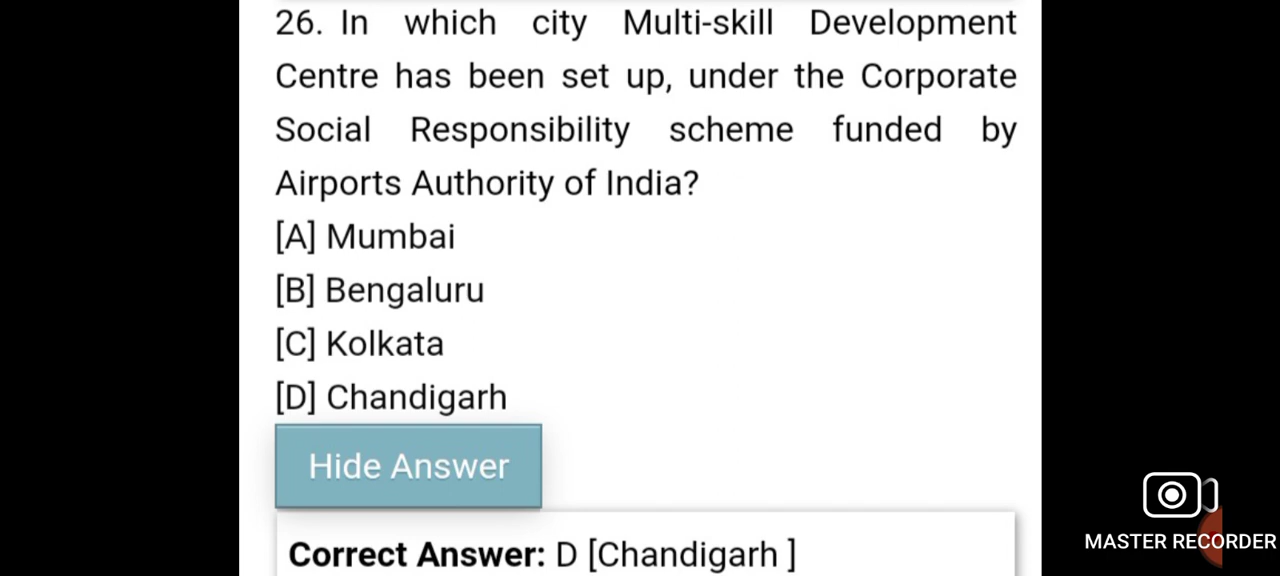 26. In which city Multi-skill Development
Centre has been set up, under the Corporate
Social Responsibility scheme funded by
Airports Authority of India?
[A] Mumbai
[B] Bengaluru
[C] Kolkata
[D] Chandigarh
Hide Answer
Correct Answer: D [Chandigarh ]
MASTER RECORDER